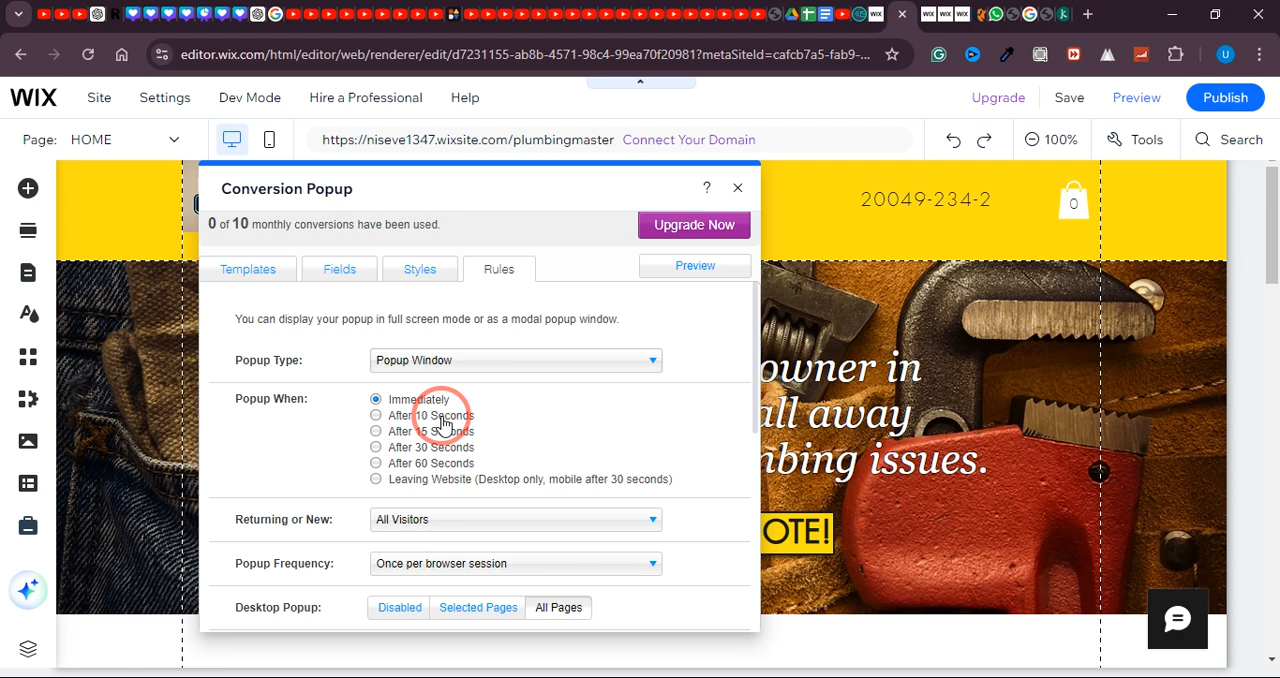 editor.wix.com/html/editor/web/renderer/edit/d7231155-ab8b-4571-98c4-99ea70f20981?metaSiteId=cafcb7a5-fab9-...
U
WIX Site Settings Dev Mode Hire a Professional Help Upgrade Save Preview Publish
Page: HOME https://niseve1347.wixsite.com/plumbingmaster Connect Your Domain 100% Tools Search
Conversion Popup ?
20049-234-2
0
0 of 10 monthly conversions have been used. Upgrade Now
Templates Fields Styles Rules Preview
You can display your popup in full screen mode or as a modal popup window.
Popup Type: Popup Window
owner in
all away
nbing issues.
OTE!
Popup When: Immediately
After 10 Seconds
After 15 Seconds
After 30 Seconds
After 60 Seconds
Leaving Website (Desktop only, mobile after 30 seconds)
Returning or New: All Visitors
Popup Frequency: Once per browser session
Desktop Popup: Disabled Selected Pages All Pages